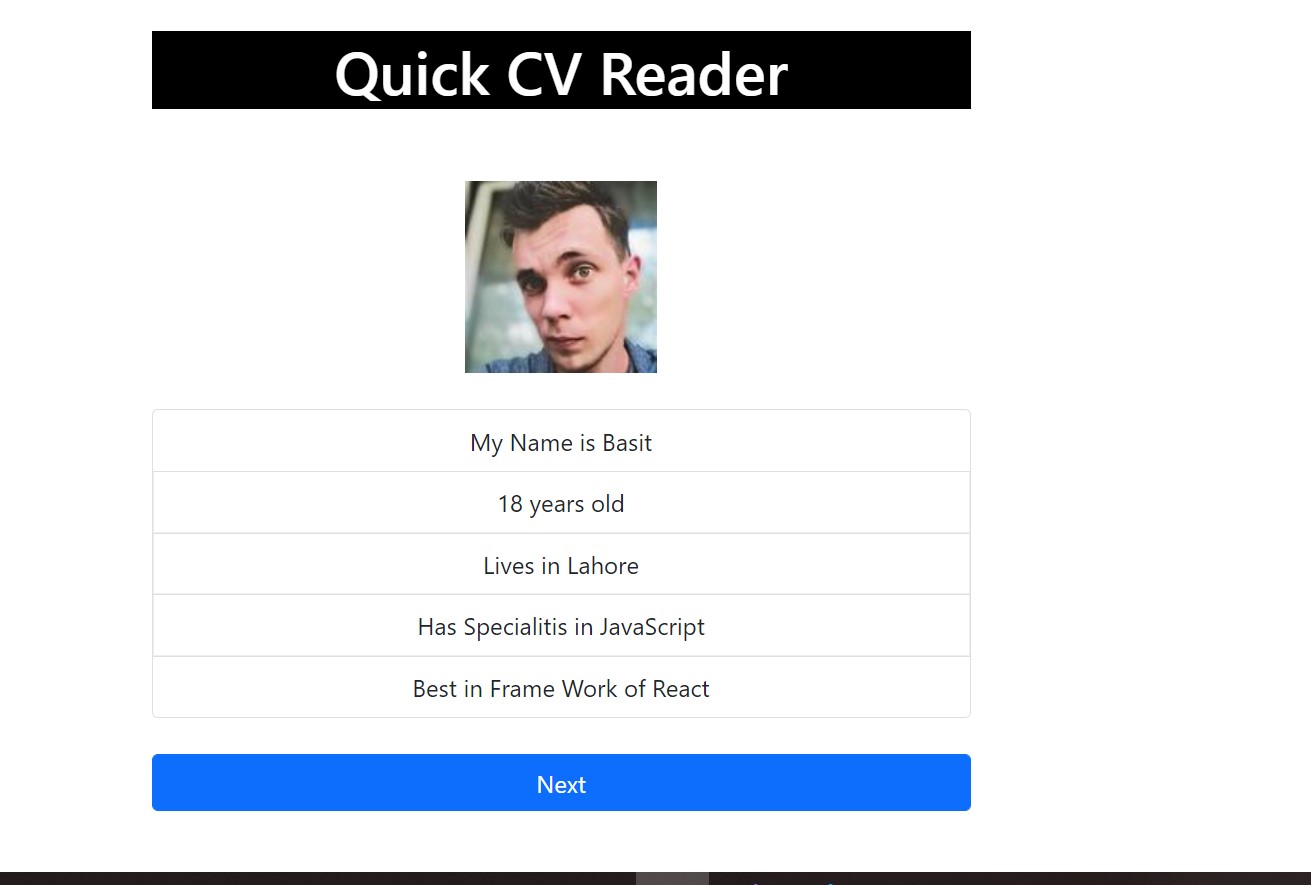 Quick CV Reader
My Name is Basit
18 years old
Lives in Lahore
Has Specialitis in JavaScript
Best in Frame Work of React
Next